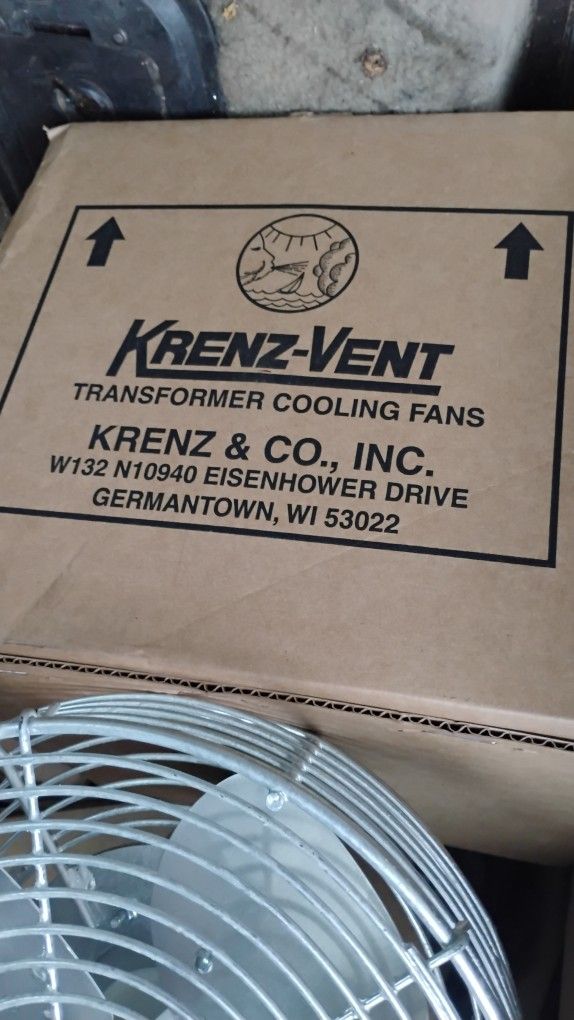 KRENZ-VENT
TRANSFORMER COOLING FANS
KRENZ & CO., INC.
W132 N10940 EISENHOWER DRIVE
GERMANTOWN, WI 53022